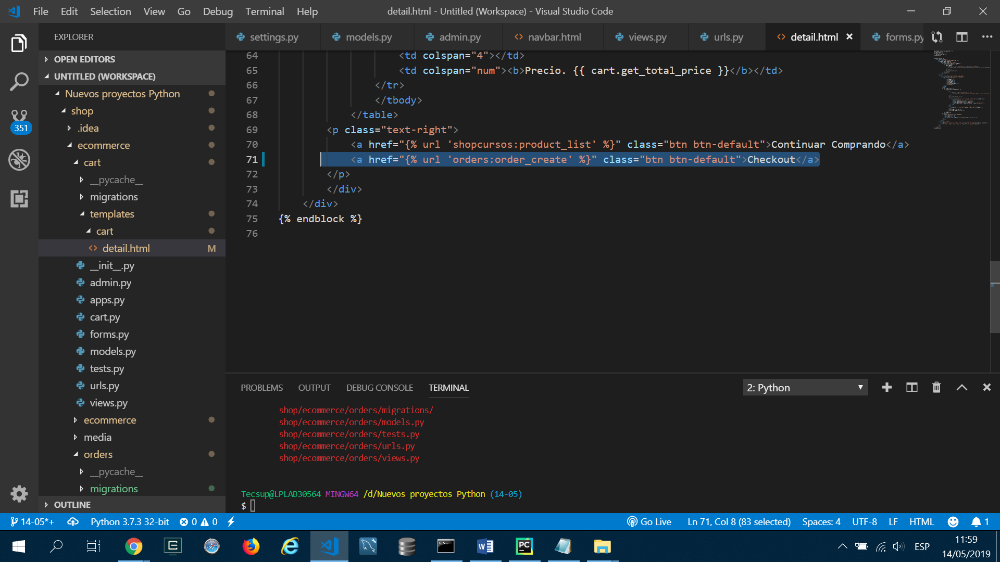 File Edit Selection View Go Debug Terminal Help
detail.html - Untitled (Workspace) - Visual Studio Code
EXPLORER
OPEN EDITORS
UNTITLED (WORKSPACE)
Nuevos proyectos Python
shop
.idea
ecommerce
cart
__pycache__
migrations
templates
cart
detail.html M
__init__.py
admin.py
apps.py
cart.py
forms.py
models.py
tests.py
urls.py
views.py
ecommerce
media
orders
__pycache__
migrations
OUTLINE
351
settings.py models.py admin.py navbar.html views.py urls.py detail.html forms.py
64 <td colspan="4"></td>
65 <td colspan="num"><b>Precio. {{ cart.get_total_price }}</b></td>
66 </tr>
67 </tbody>
68 </table>
69 <p class="text-right">
70 <a href="{% url 'shopcursos:product_list' %}" class="btn btn-default">Continuar Comprando</a>
71 <a href="{% url 'orders:order_create' %}" class="btn btn-default">Checkout</a>
72 </p>
73 </div>
74 </div>
75 {% endblock %}
76
PROBLEMS OUTPUT DEBUG CONSOLE TERMINAL
2: Python
shop/ecommerce/orders/migrations/
shop/ecommerce/orders/models.py
shop/ecommerce/orders/tests.py
shop/ecommerce/orders/urls.py
shop/ecommerce/orders/views.py
Tecsup@LPLAB30564 MINGW64 /d/Nuevos proyectos Python (14-05)
$
14-05*+ Python 3.7.3 32-bit 0 0
Go Live Ln 71, Col 8 (83 selected) Spaces: 4 UTF-8 LF HTML 1
ESP
11:59
14/05/2019